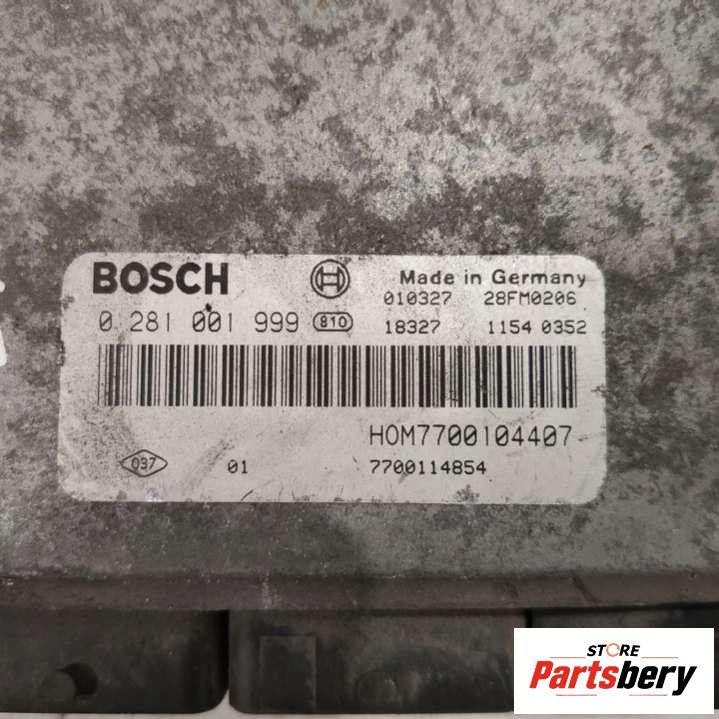 BOSCH Made in Germany
010327 28FM0206
0 281 001 999 810 18327 1154 0352
HOM7700104407
037 01 7700114854
STORE
Partsbery